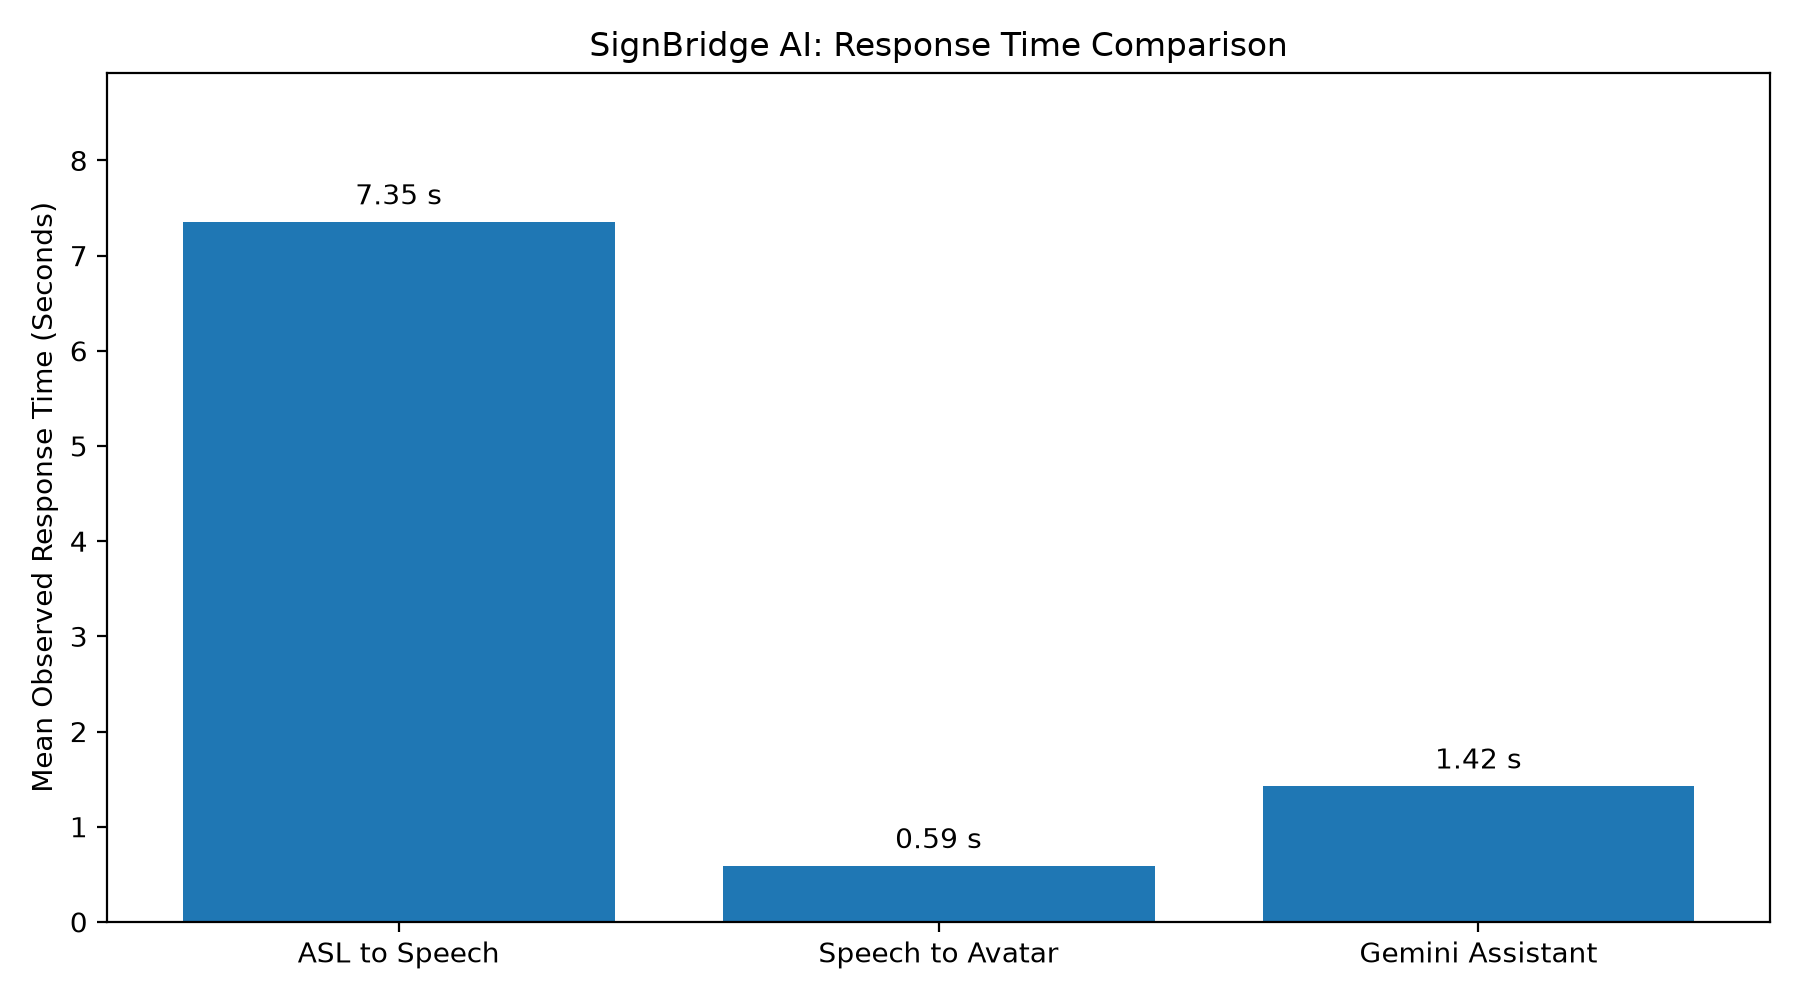 SignBridge AI: Response Time Comparison
Mean Observed Response Time (Seconds)
8
7
6
5
4
3
2
1
0
7.35 s
0.59 s
1.42 s
ASL to Speech
Speech to Avatar
Gemini Assistant